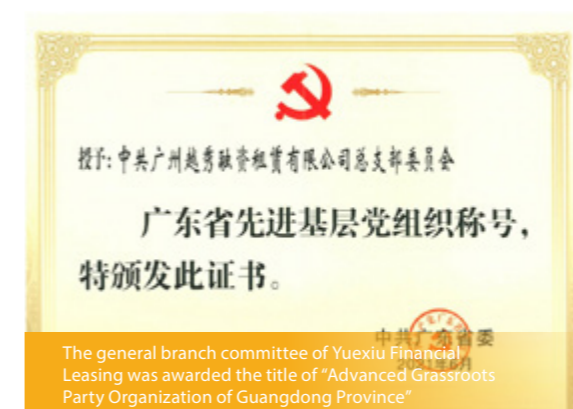 授予:中共广州越秀融资租赁有限公司总支部委员会
广东省先进基层党组织称号,
特颁发此证书。
中共广东省委
The general branch committee of Yuexiu Financial
Leasing was awarded the title of “Advanced Grassroots
Party Organization of Guangdong Province”